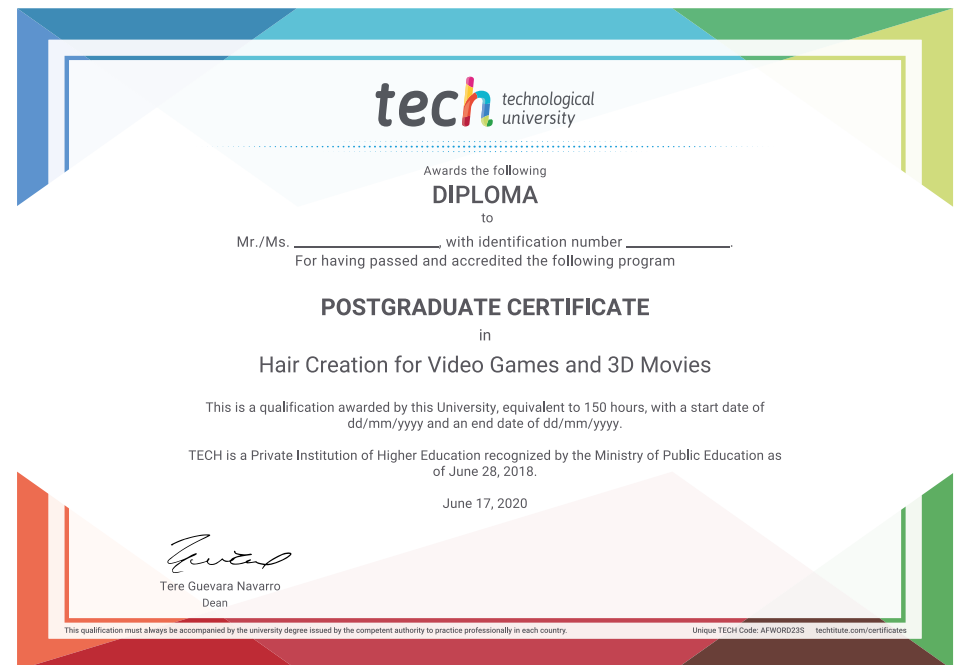 tech technological
university
Awards the following
DIPLOMA
to
Mr./Ms. ____________________, with identification number ______________.
For having passed and accredited the following program
POSTGRADUATE CERTIFICATE
in
Hair Creation for Video Games and 3D Movies
This is a qualification awarded by this University, equivalent to 150 hours, with a start date of
dd/mm/yyyy and an end date of dd/mm/yyyy.
TECH is a Private Institution of Higher Education recognized by the Ministry of Public Education as
of June 28, 2018.
June 17, 2020
Tere Guevara Navarro
Dean
This qualification must always be accompanied by the university degree issued by the competent authority to practice professionally in each country.
Unique TECH Code: AFWORD23S techtitute.com/certificates